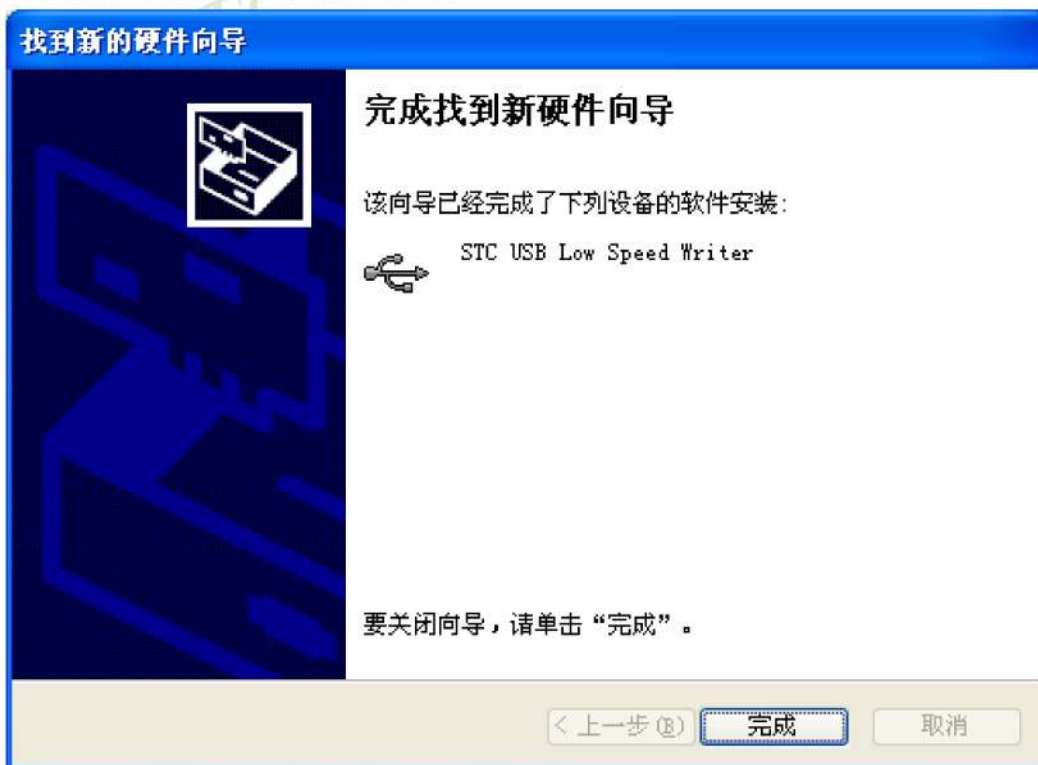 找到新的硬件向导
完成找到新硬件向导
该向导已经完成了下列设备的软件安装:
STC USB Low Speed Writer
要关闭向导,请单击“完成”。
< 上一步(B)
完成
取消